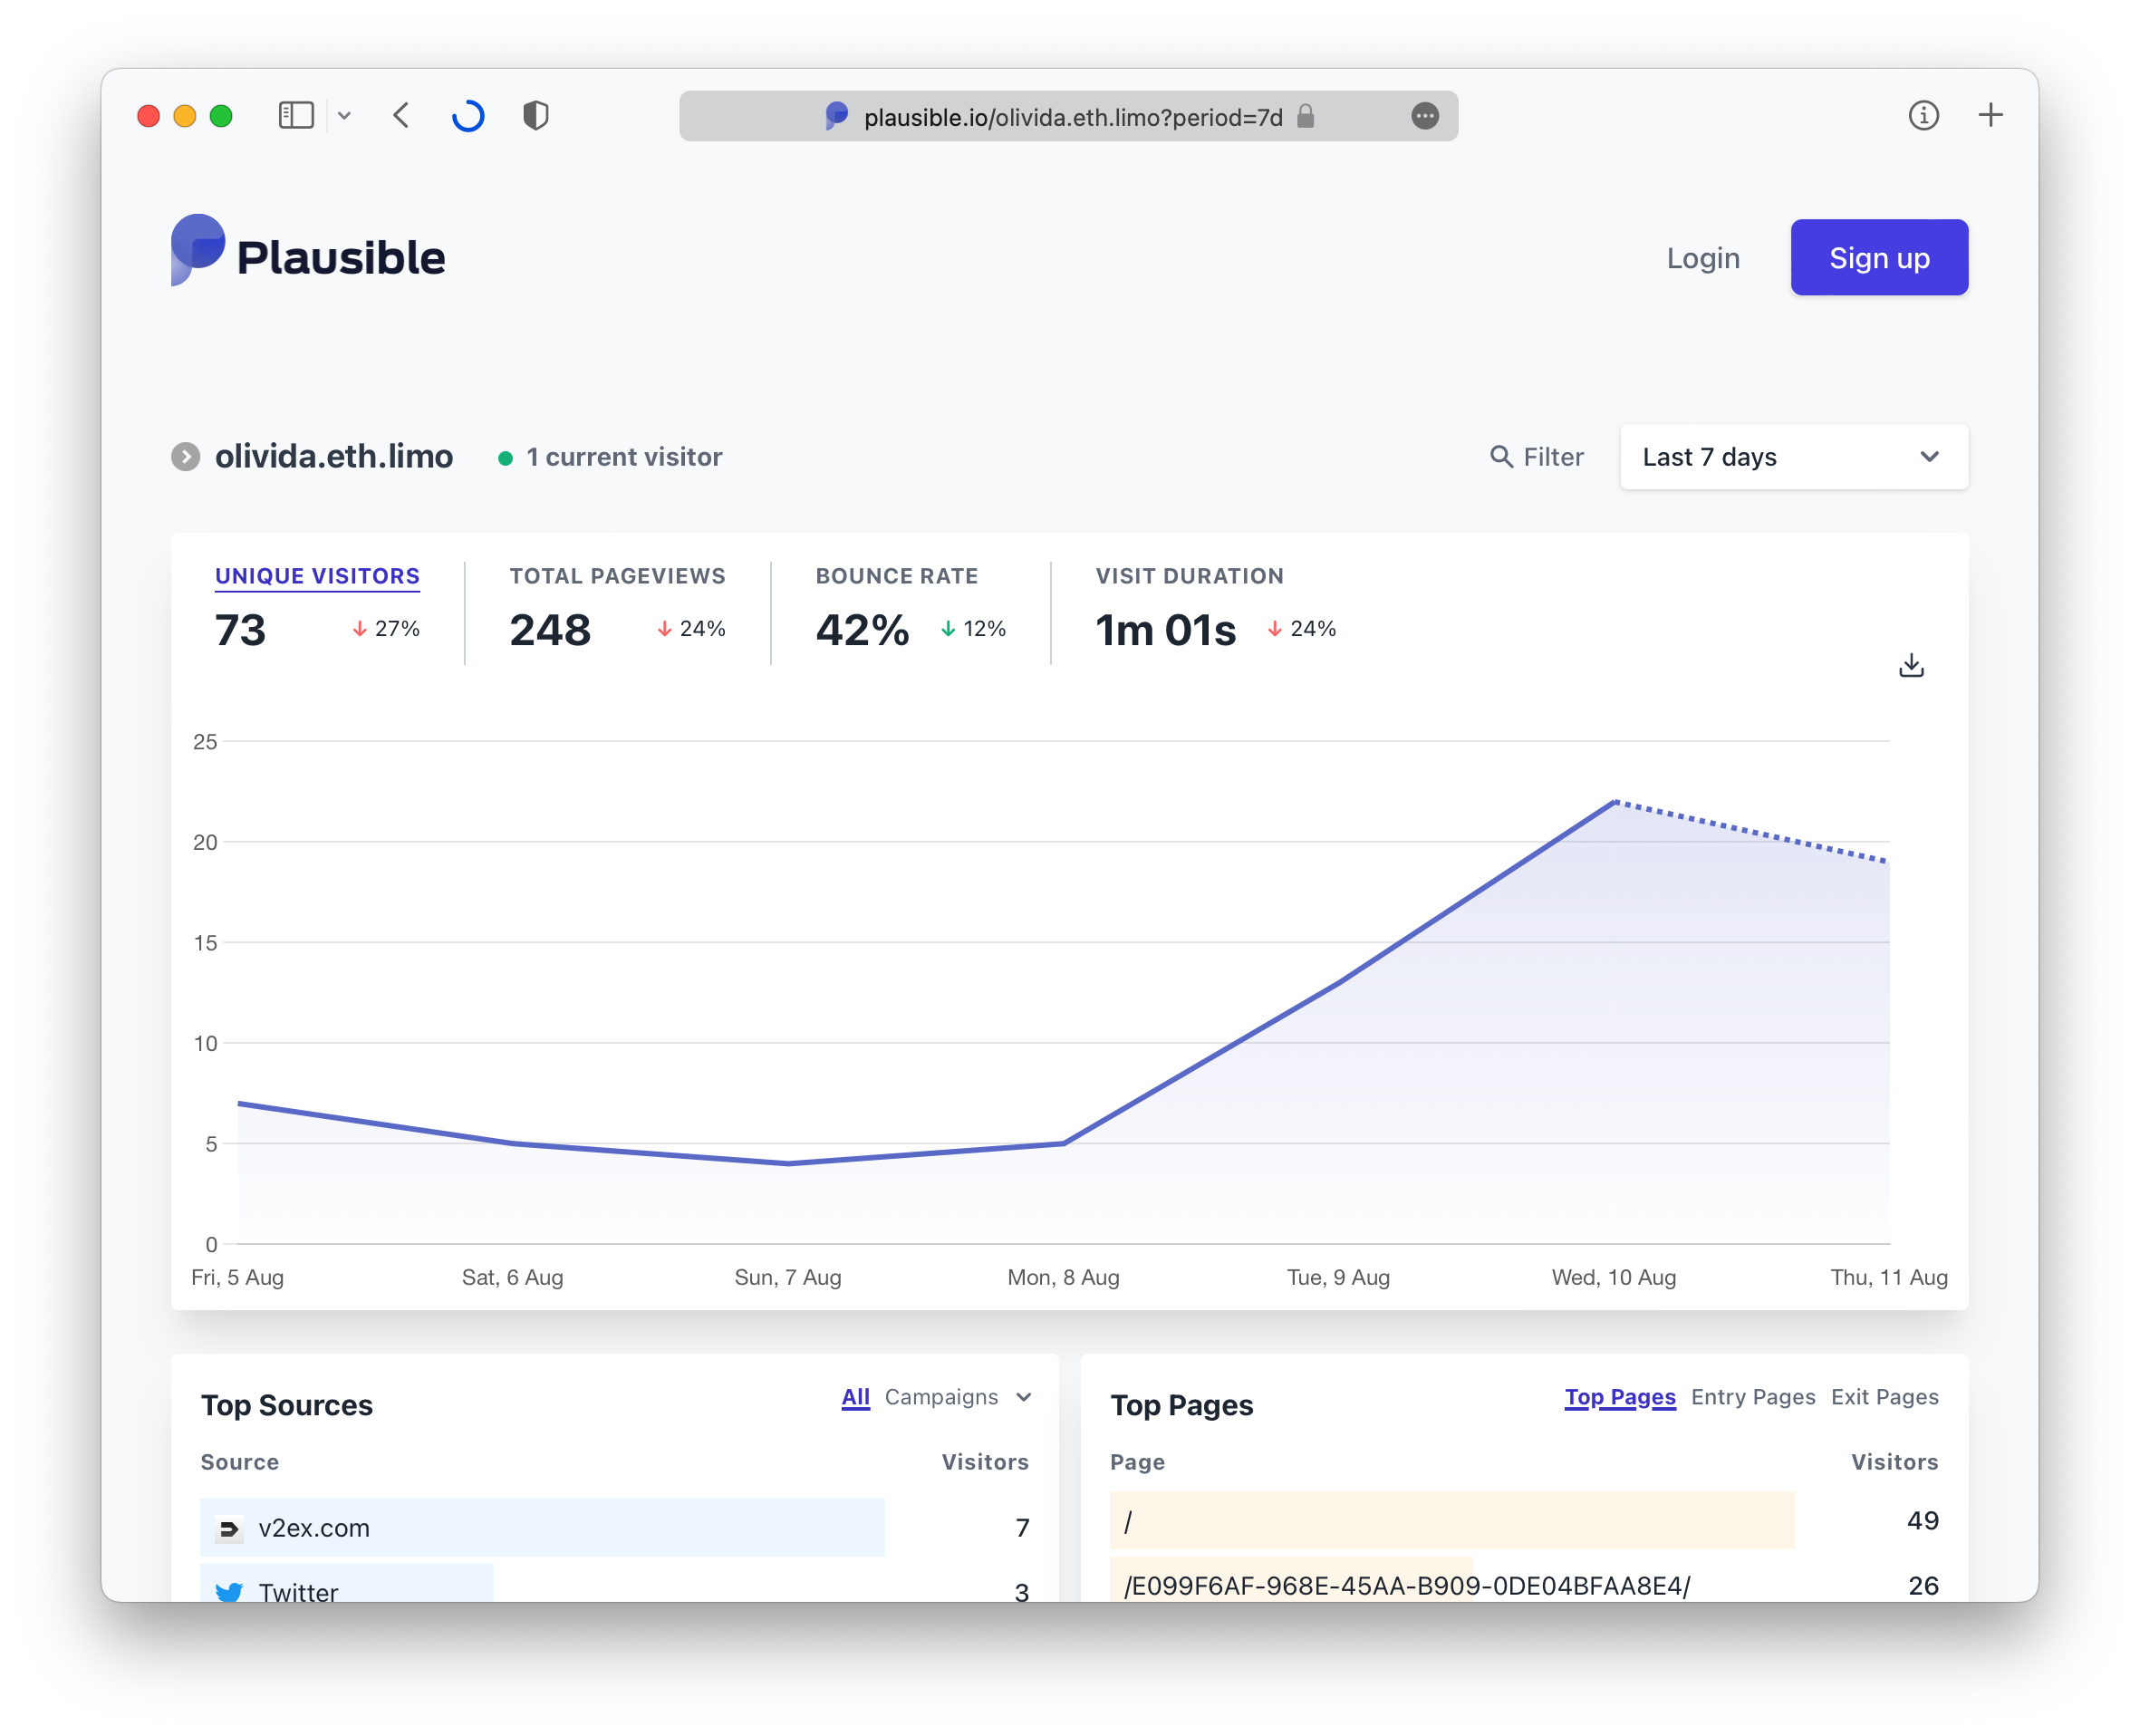 plausible.io/olivida.eth.limo?period=7d
Plausible
Login
Sign up
olivida.eth.limo
1 current visitor
Filter
Last 7 days
UNIQUE VISITORS
73
27%
TOTAL PAGEVIEWS
248
24%
BOUNCE RATE
42%
12%
VISIT DURATION
1m 01s
24%
25
20
15
10
5
0
Fri, 5 Aug
Sat, 6 Aug
Sun, 7 Aug
Mon, 8 Aug
Tue, 9 Aug
Wed, 10 Aug
Thu, 11 Aug
Top Sources
All
Campaigns
Source
Visitors
v2ex.com
7
Twitter
3
Top Pages
Top Pages
Entry Pages
Exit Pages
Page
Visitors
/
49
/E099F6AF-968E-45AA-B909-0DE04BFAA8E4/
26